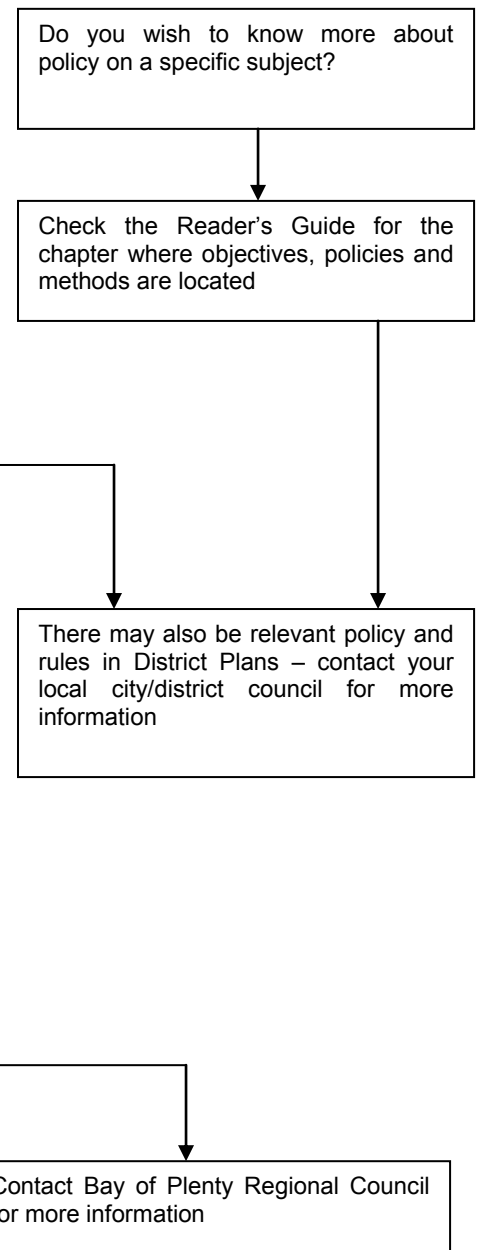 Do you wish to know more about
policy on a specific subject?
Check the Reader's Guide for the
chapter where objectives, policies and
methods are located
There may also be relevant policy and
rules in District Plans – contact your
local city/district council for more
information
Contact Bay of Plenty Regional Council
for more information